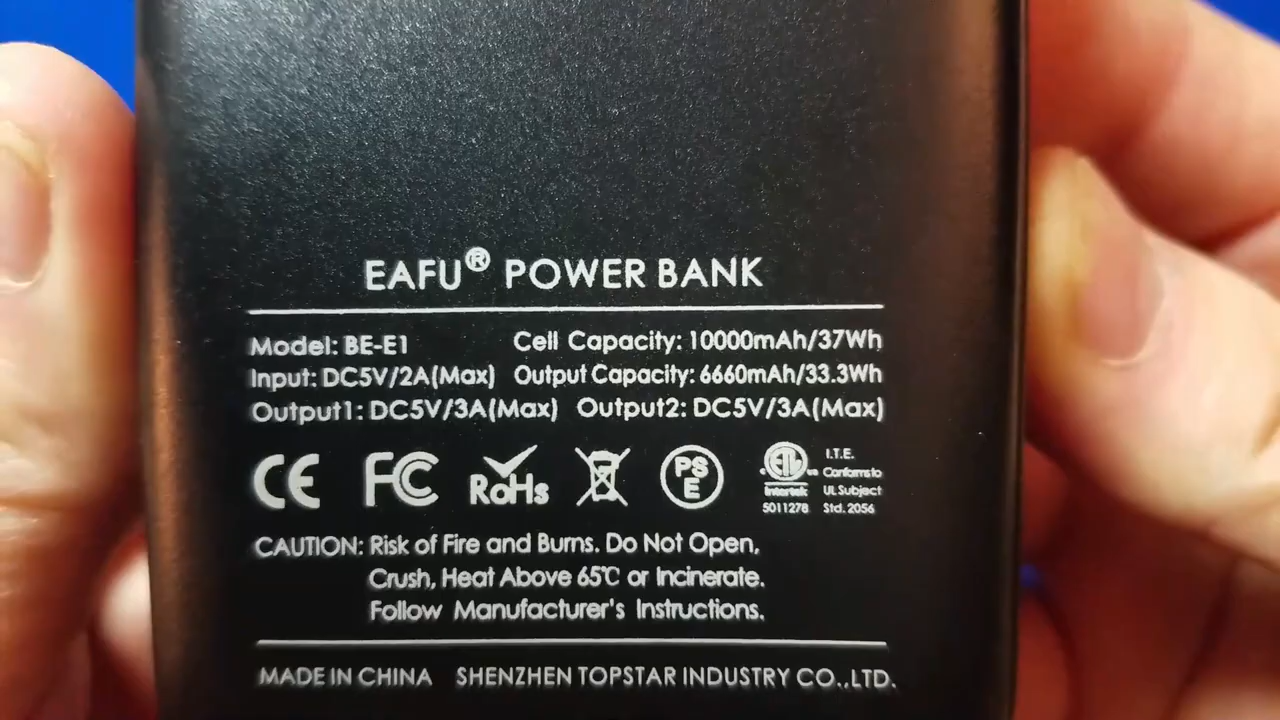 EAFU® POWER BANK
Model: BE-E1 Cell Capacity: 10000mAh/37Wh
Input: DC5V/2A(Max) Output Capacity: 6660mAh/33.3Wh
Output1: DC5V/3A(Max) Output2: DC5V/3A(Max)
CE FC RoHs PS E ETL Intertek 5011278
I.T.E.
Conforms to
UL Subject
Std. 2056
CAUTION: Risk of Fire and Burns. Do Not Open,
Crush, Heat Above 65℃ or Incinerate.
Follow Manufacturer's Instructions.
MADE IN CHINA SHENZHEN TOPSTAR INDUSTRY CO.,LTD.